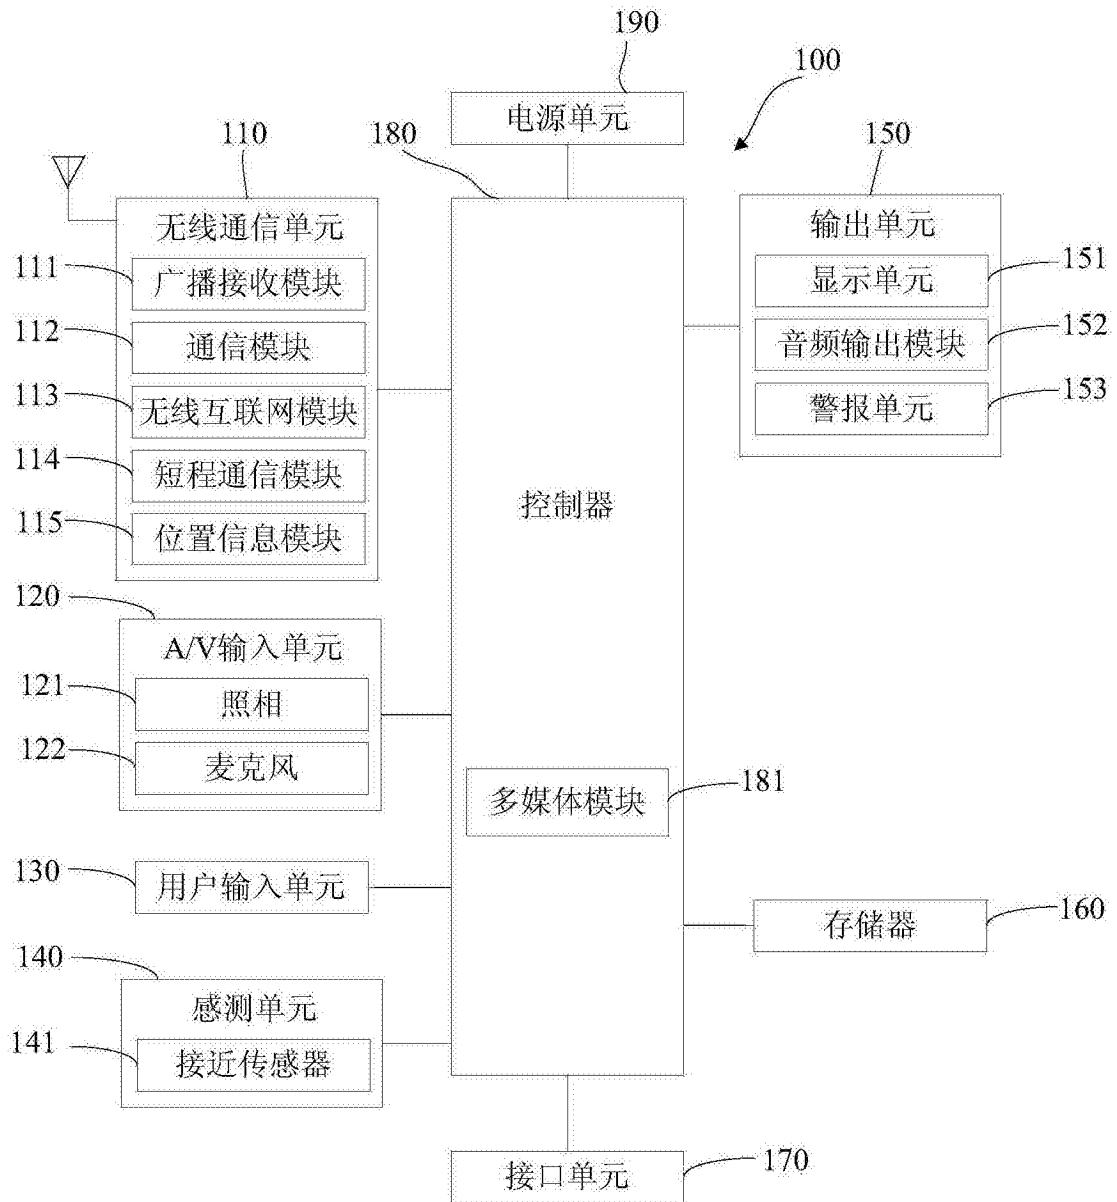 190
电源单元
100
110
180
150
无线通信单元
111
广播接收模块
112
通信模块
113
无线互联网模块
114
短程通信模块
115
位置信息模块
输出单元
显示单元
151
音频输出模块
152
警报单元
153
控制器
120
A/V输入单元
121
照相
122
麦克风
多媒体模块
181
130
用户输入单元
存储器
160
140
感测单元
141
接近传感器
接口单元
170